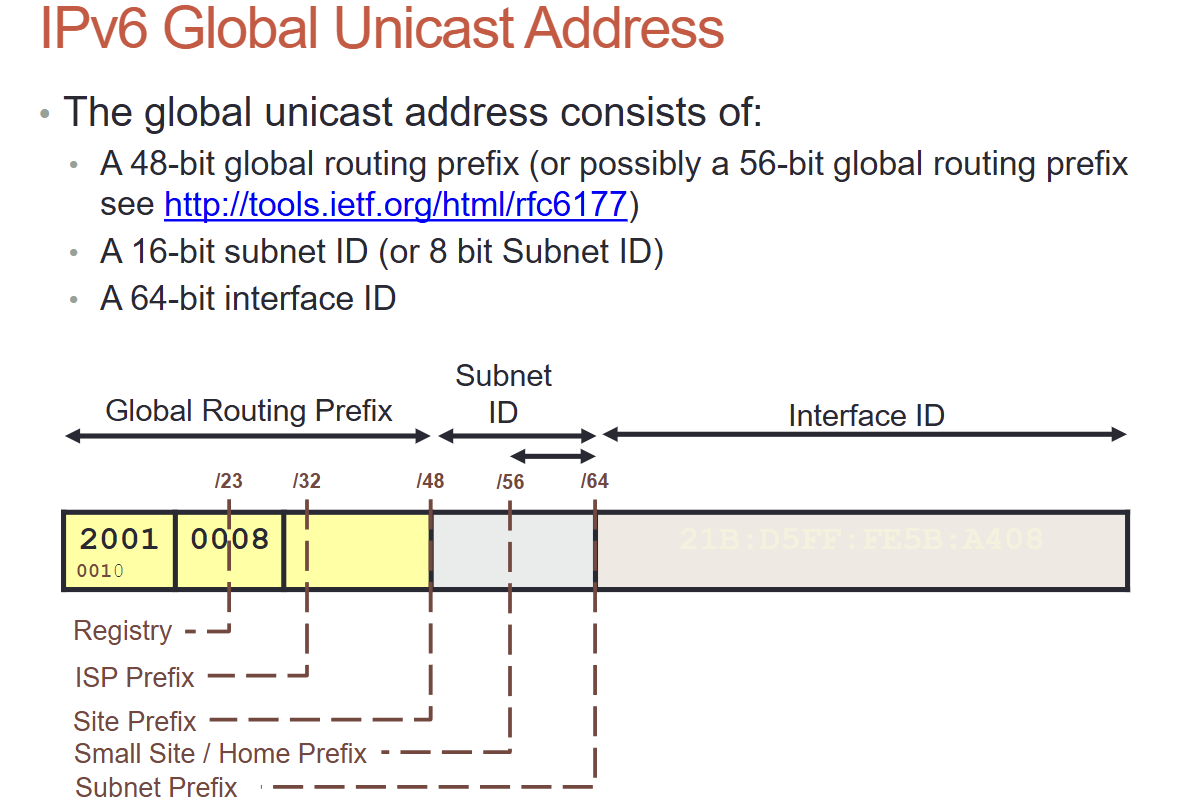 IPv6 Global Unicast Address
• The global unicast address consists of:
• A 48-bit global routing prefix (or possibly a 56-bit global routing prefix
see http://tools.ietf.org/html/rfc6177)
• A 16-bit subnet ID (or 8 bit Subnet ID)
• A 64-bit interface ID
Subnet
ID
Global Routing Prefix
Interface ID
/23 /32 /48 /56 /64
2001 0008 21B:D5FF:FE5B:A408
0010
Registry
ISP Prefix
Site Prefix
Small Site / Home Prefix
Subnet Prefix